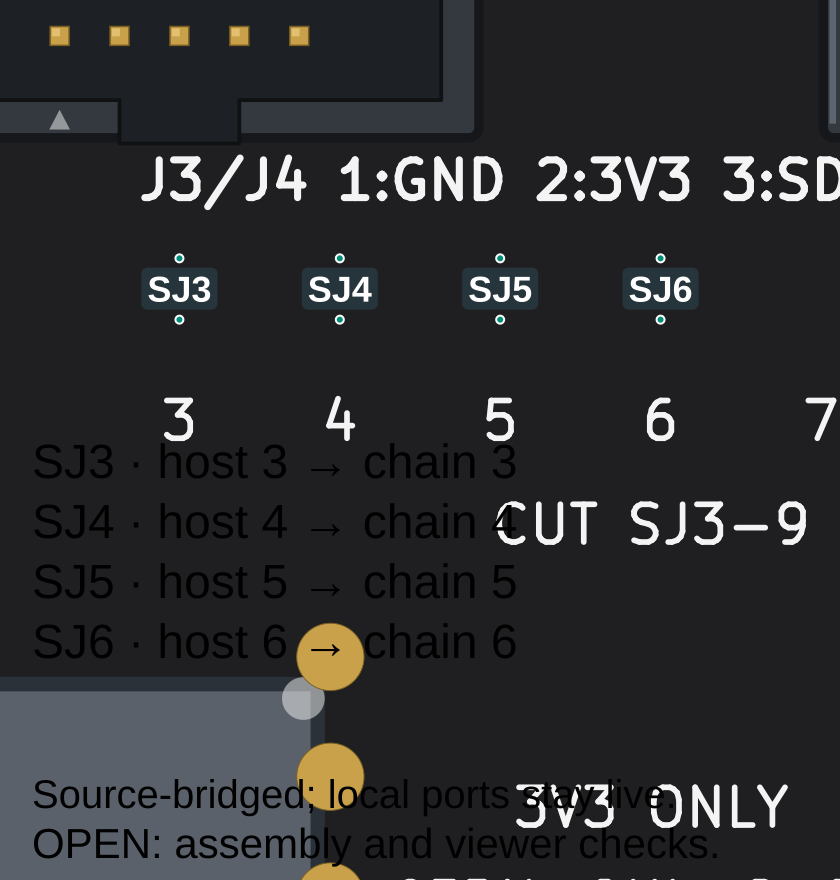 J3/J4 1:GND 2:3V3 3:SD
SJ3 SJ4 SJ5 SJ6
3 4 5 6 7
SJ3 · host 3 → chain 3
SJ4 · host 4 → chain 4
CUT SJ3-9
SJ5 · host 5 → chain 5
SJ6 · host 6 → chain 6
Source-bridged; local ports stay live.
3V3 ONLY
OPEN: assembly and viewer checks.